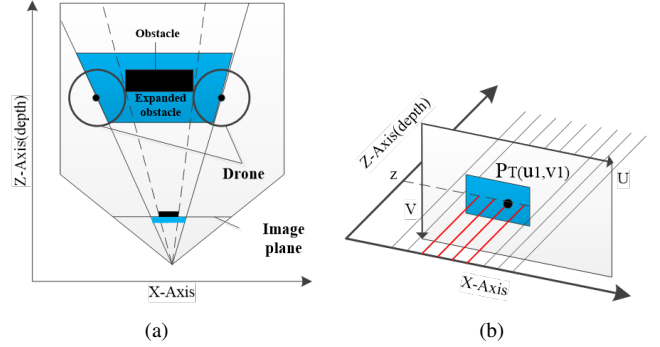 Obstacle
Expanded
obstacle
Drone
Image
plane
Z-Axis(depth)
X-Axis
(a)
Z-Axis(depth)
Z
PT(u1,v1)
U
V
X-Axis
(b)